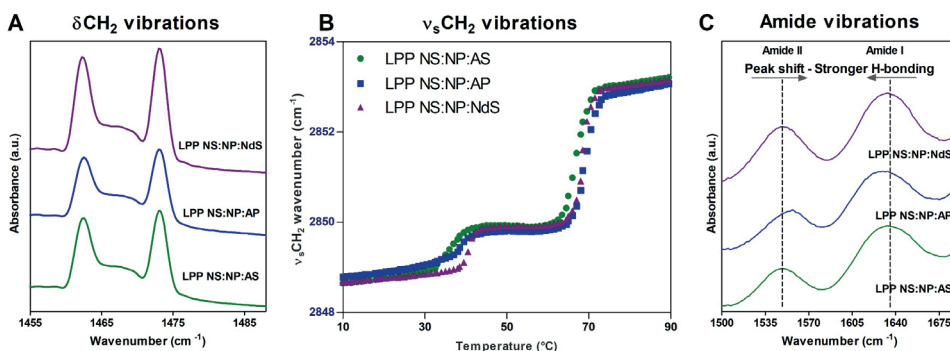 A
δCH2 vibrations
Absorbance (a.u.)
LPP NS:NP:NdS
LPP NS:NP:AP
LPP NS:NP:AS
1455
1465
1475
1485
Wavenumber (cm-1)
B
νsCH2 vibrations
νsCH2 wavenumber (cm-1)
2854
2852
2850
2848
LPP NS:NP:AS
LPP NS:NP:AP
LPP NS:NP:NdS
10
30
50
70
90
Temperature (°C)
C
Amide vibrations
Amide II
Amide I
Peak shift - Stronger H-bonding
Absorbance (a.u.)
LPP NS:NP:NdS
LPP NS:NP:AP
LPP NS:NP:AS
1500
1535
1570
1605
1640
1675
Wavenumber (cm-1)